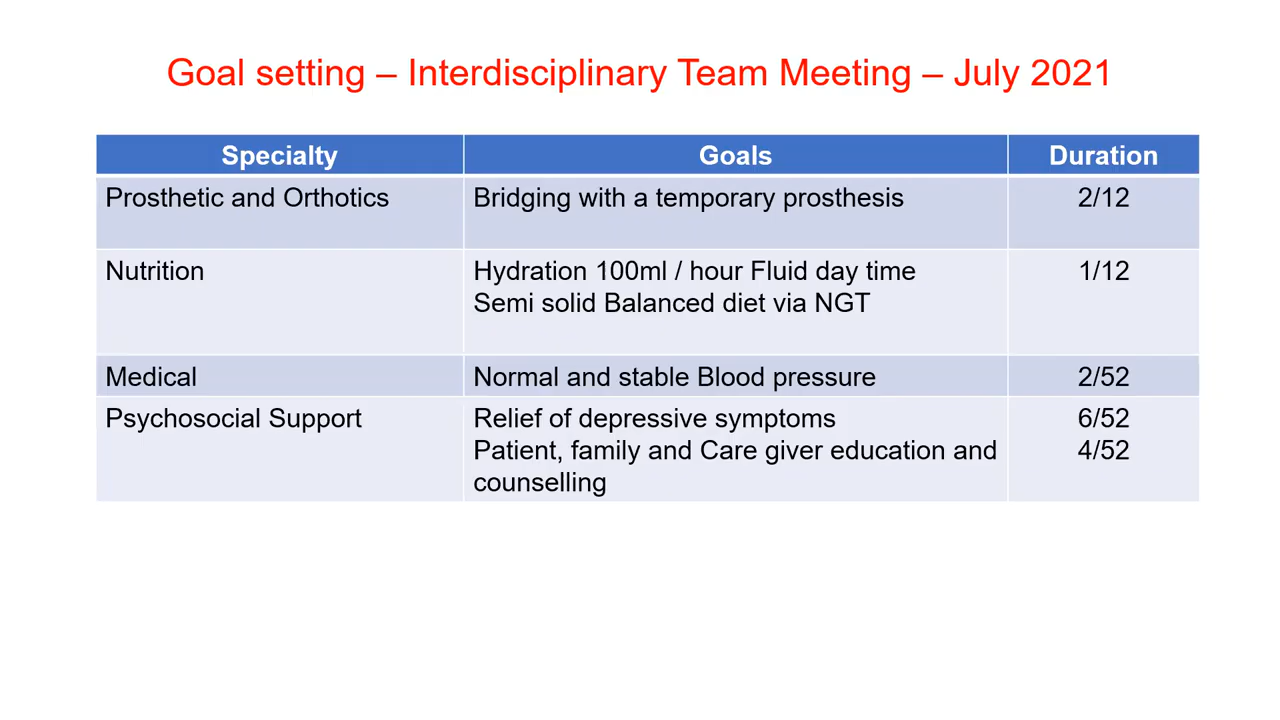 Goal setting – Interdisciplinary Team Meeting – July 2021
Specialty Goals Duration
Prosthetic and Orthotics Bridging with a temporary prosthesis 2/12
Nutrition Hydration 100ml / hour Fluid day time 1/12
Semi solid Balanced diet via NGT
Medical Normal and stable Blood pressure 2/52
Psychosocial Support Relief of depressive symptoms 6/52
Patient, family and Care giver education and 4/52
counselling